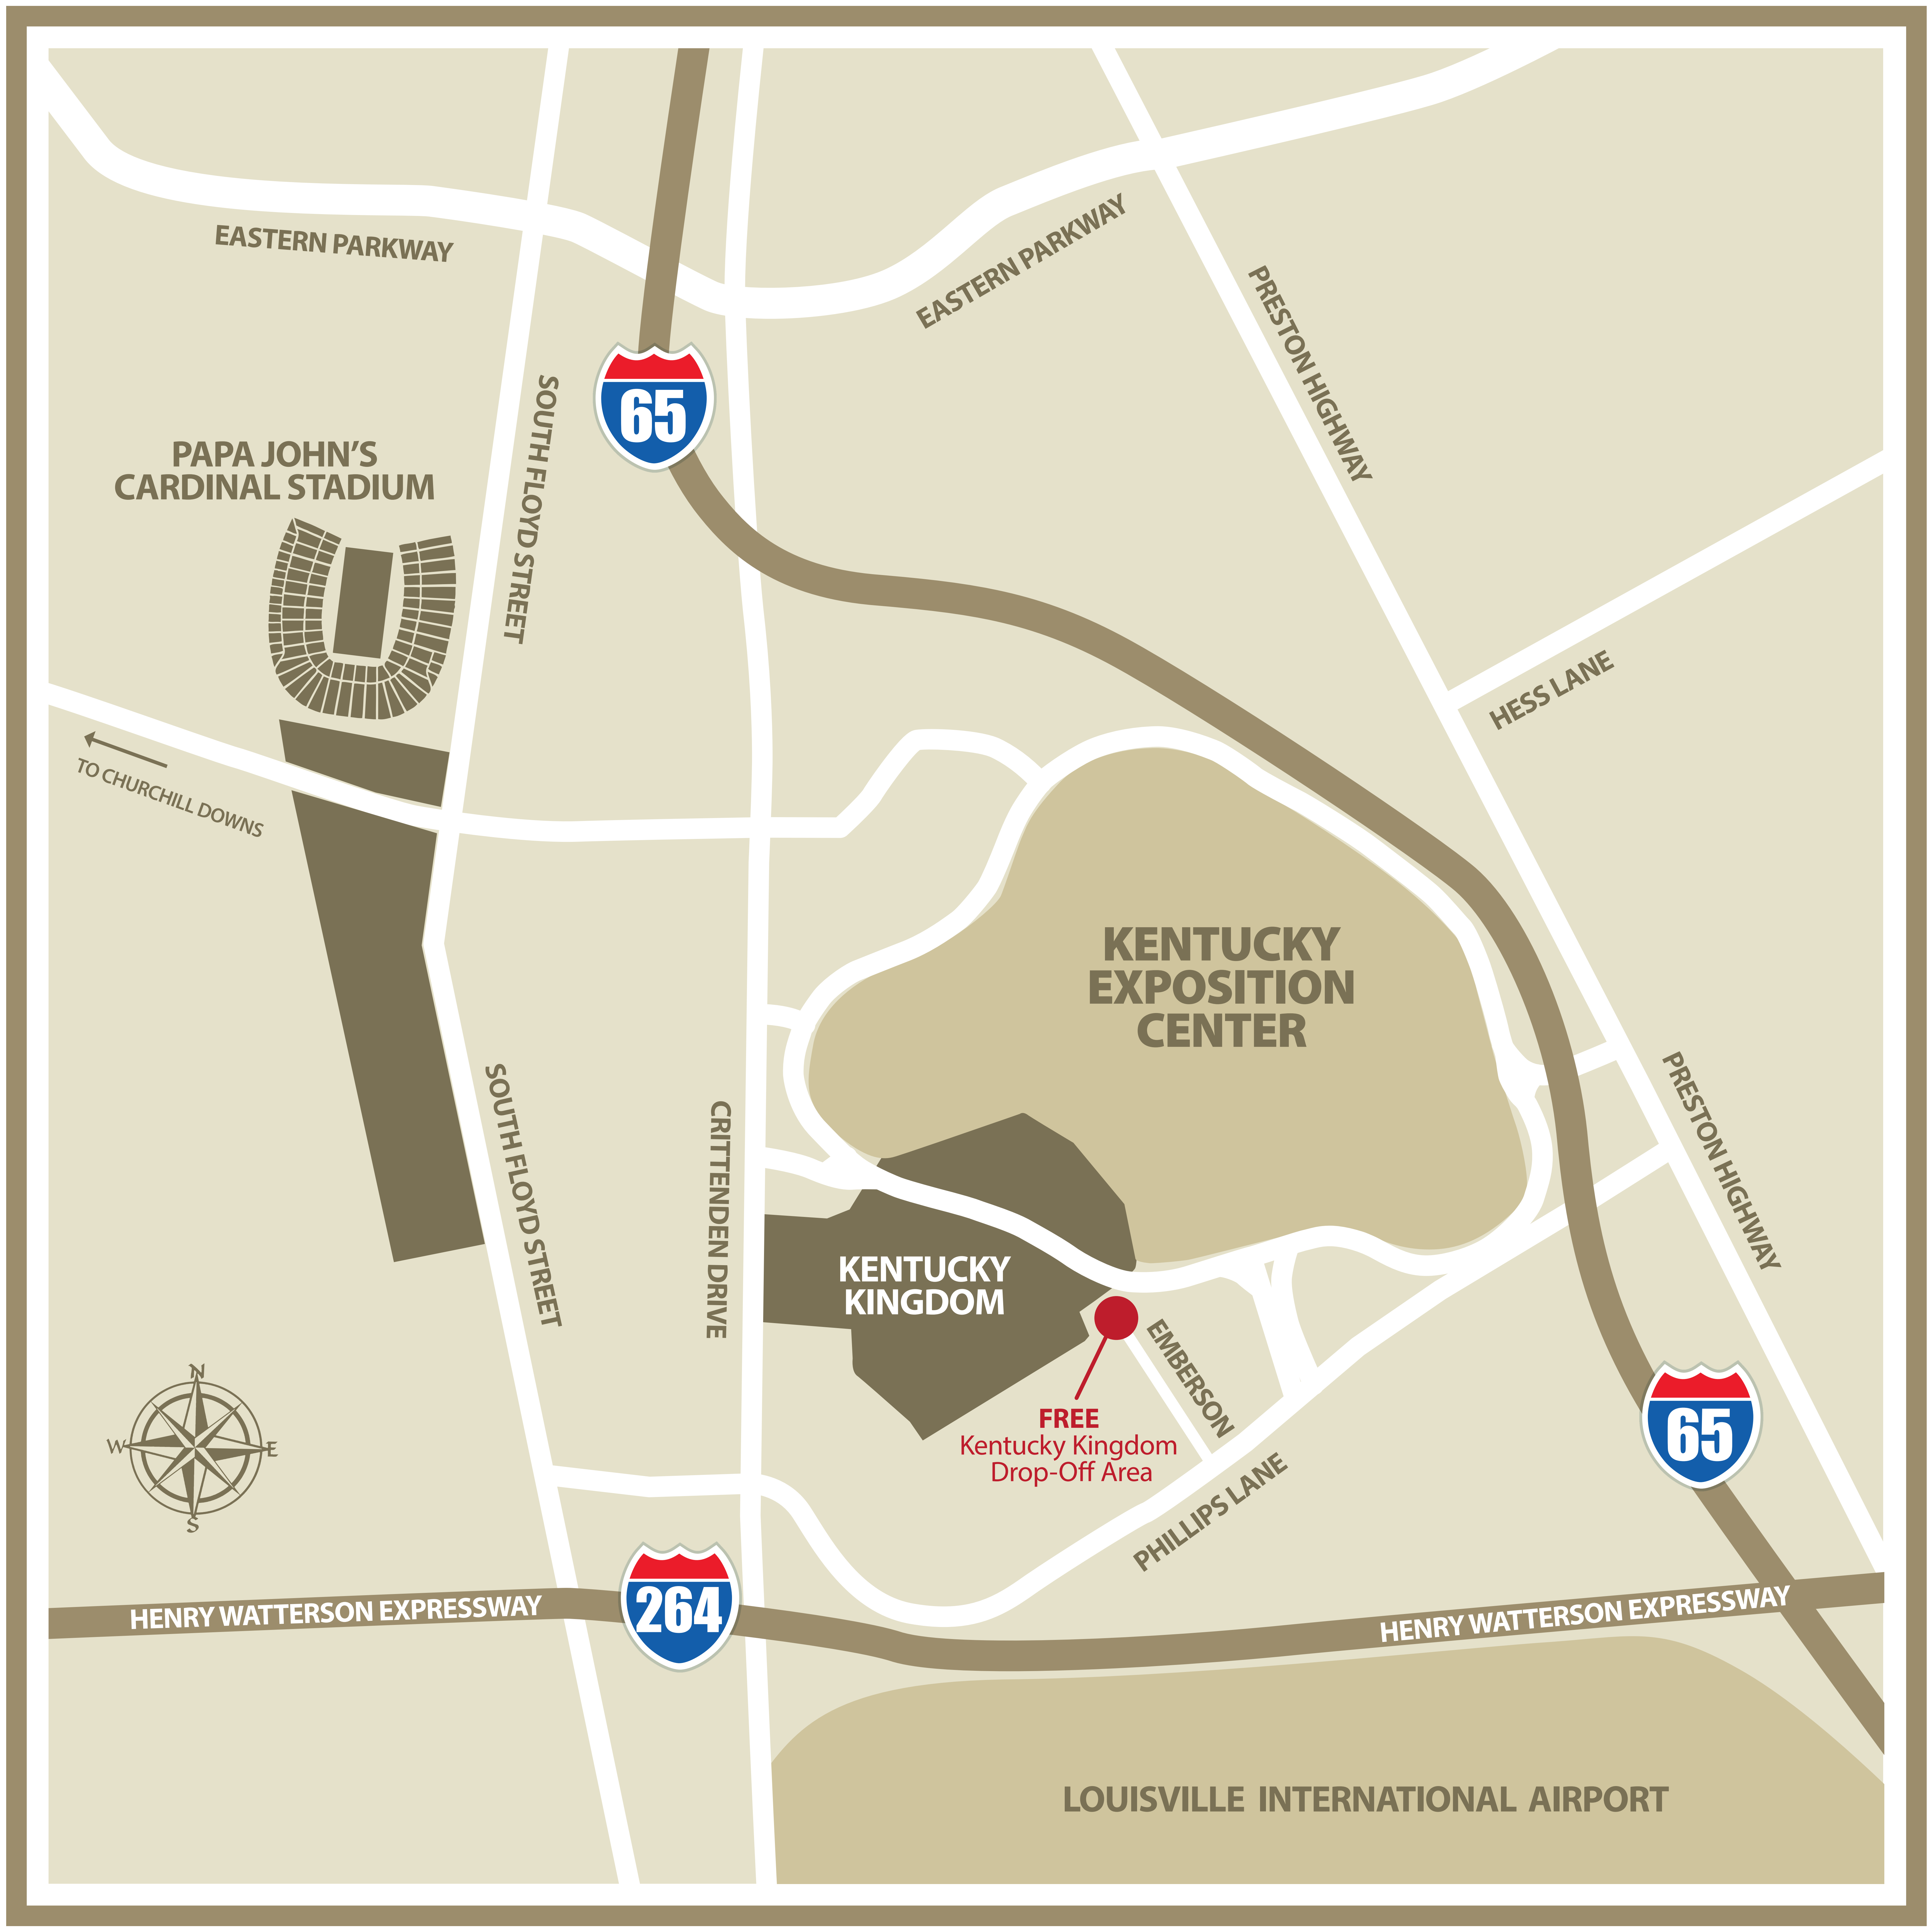 EASTERN PARKWAY
EASTERN PARKWAY
PRESTON HIGHWAY
65
SOUTH FLOYD STREET
PAPA JOHN'S
CARDINAL STADIUM
HESS LANE
TO CHURCHILL DOWNS
KENTUCKY
EXPOSITION
CENTER
SOUTH FLOYD STREET
CRITTENDEN DRIVE
PRESTON HIGHWAY
KENTUCKY
KINGDOM
EMBERSON
FREE
Kentucky Kingdom
Drop-Off Area
N
W
E
S
65
PHILLIPS LANE
HENRY WATTERSON EXPRESSWAY
264
HENRY WATTERSON EXPRESSWAY
LOUISVILLE INTERNATIONAL AIRPORT